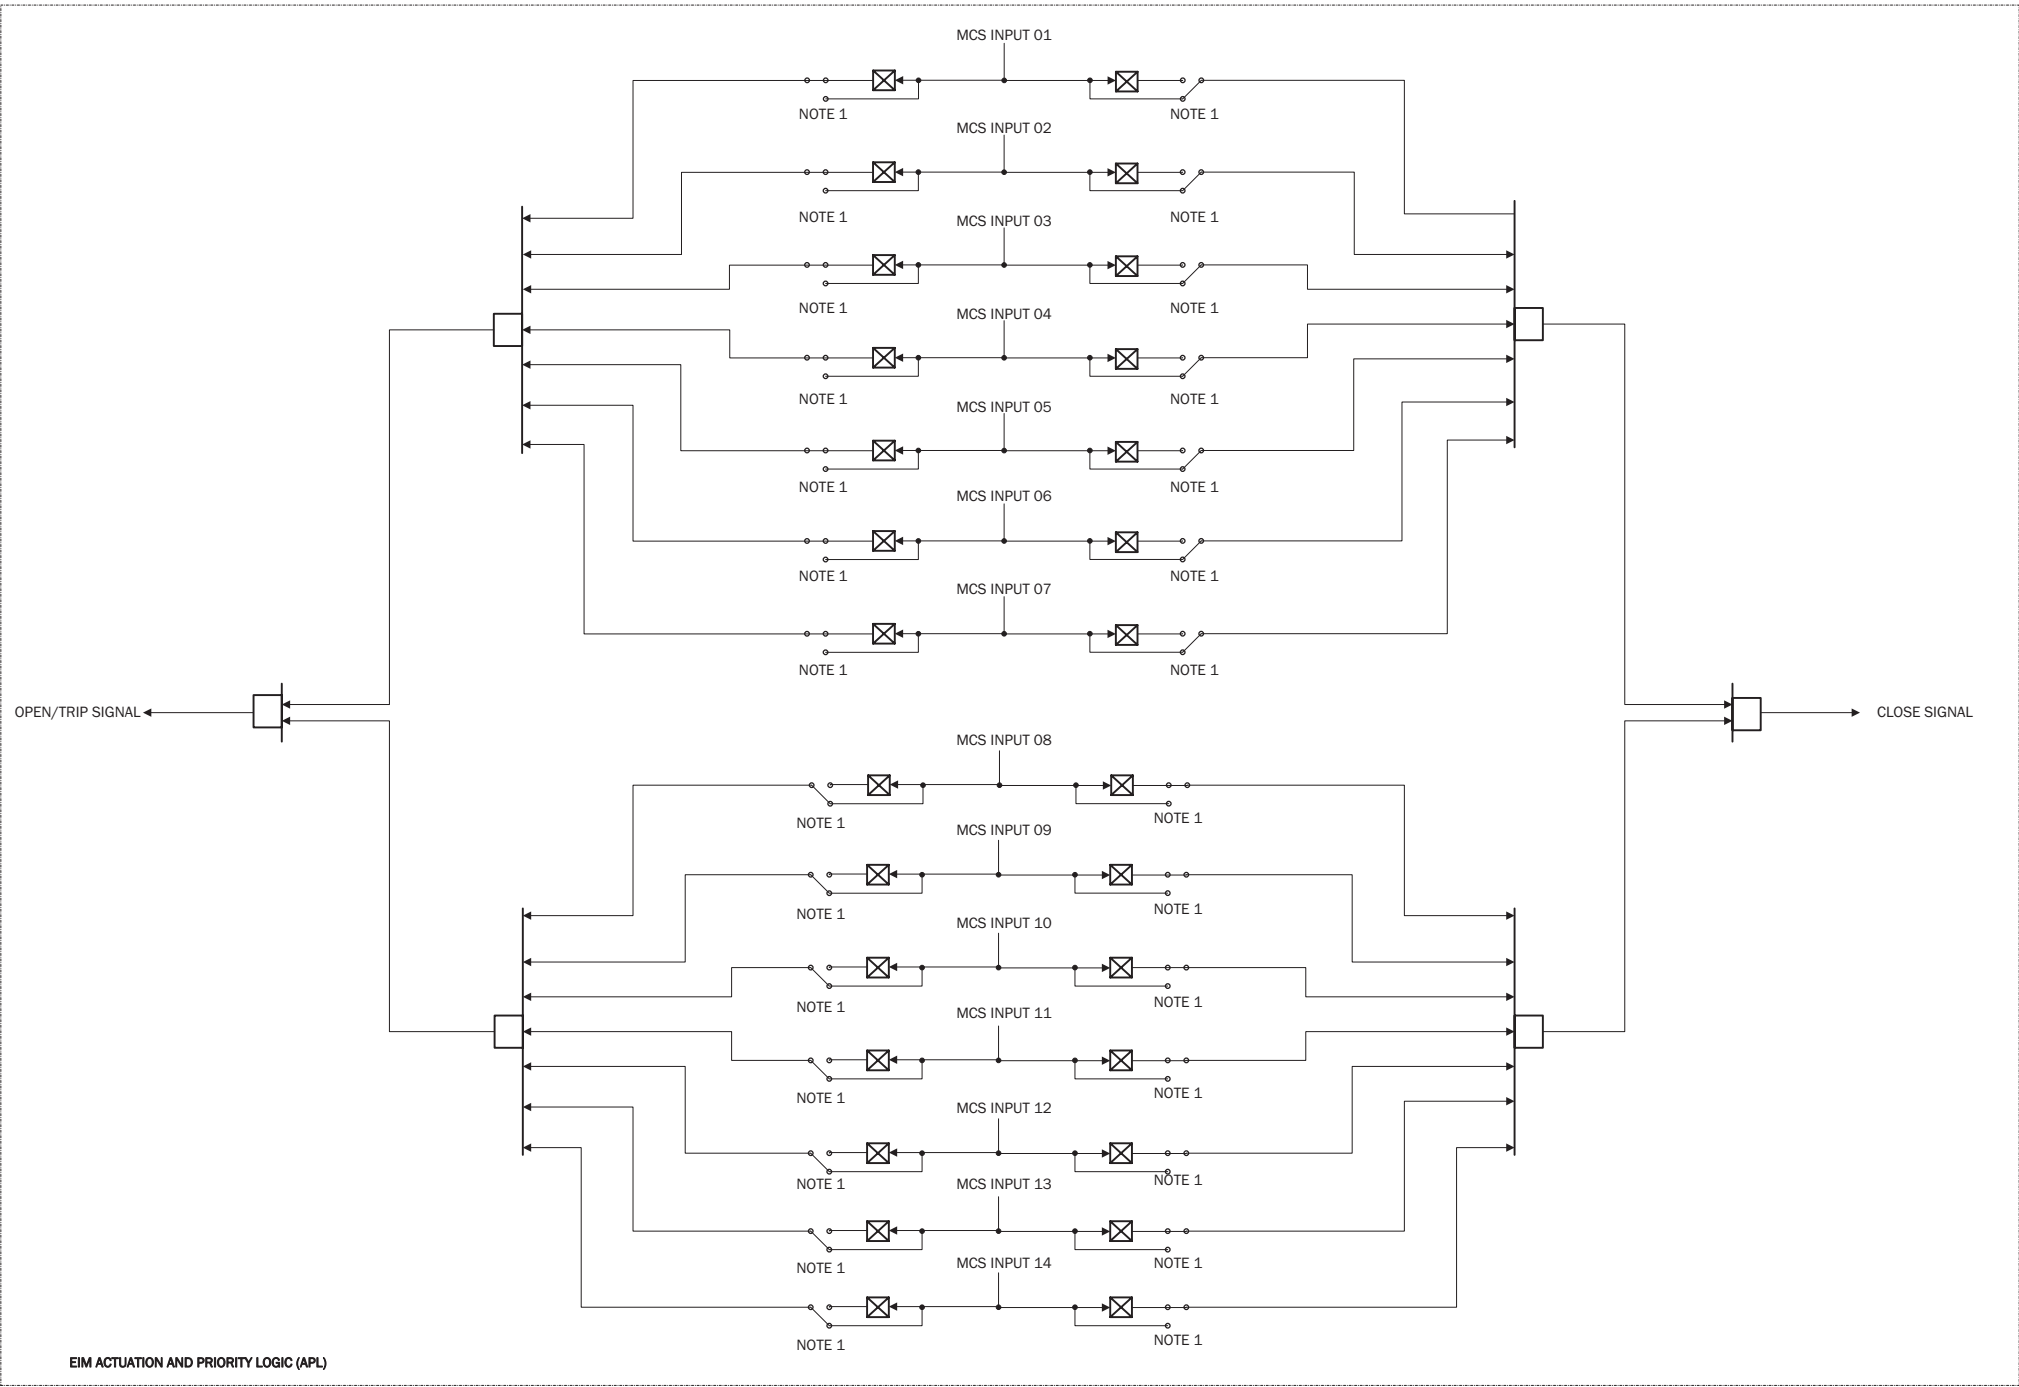 MCS INPUT 01
NOTE 1
NOTE 1
MCS INPUT 02
NOTE 1
NOTE 1
MCS INPUT 03
NOTE 1
NOTE 1
MCS INPUT 04
NOTE 1
NOTE 1
MCS INPUT 05
NOTE 1
NOTE 1
MCS INPUT 06
NOTE 1
NOTE 1
MCS INPUT 07
NOTE 1
NOTE 1
OPEN/TRIP SIGNAL
CLOSE SIGNAL
MCS INPUT 08
NOTE 1
NOTE 1
MCS INPUT 09
NOTE 1
NOTE 1
MCS INPUT 10
NOTE 1
NOTE 1
MCS INPUT 11
NOTE 1
NOTE 1
MCS INPUT 12
NOTE 1
NOTE 1
MCS INPUT 13
NOTE 1
NOTE 1
MCS INPUT 14
NOTE 1
NOTE 1
EIM ACTUATION AND PRIORITY LOGIC (APL)